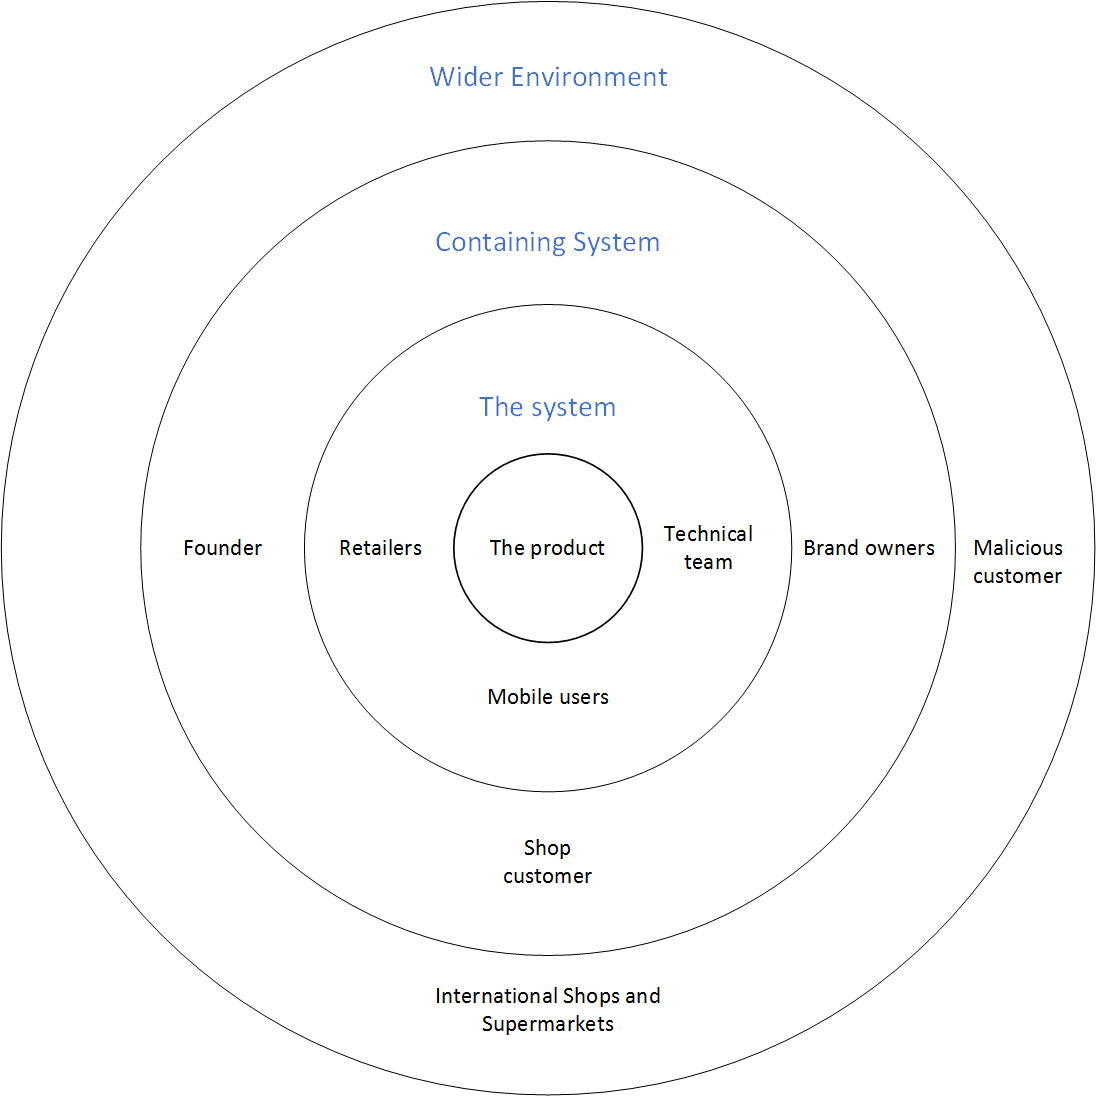 Wider Environment
Containing System
The system
Founder
Retailers
The product
Technical
team
Brand owners
Malicious
customer
Mobile users
Shop
customer
International Shops and
Supermarkets